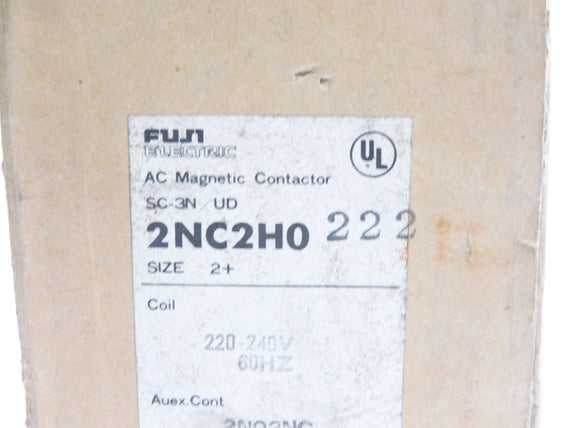 FUJI
ELECTRIC
UL
AC Magnetic Contactor
SC-3N UD
2NC2H0 222
SIZE 2+
Coil
220-240V
60HZ
Auex.Cont
2NO2NC